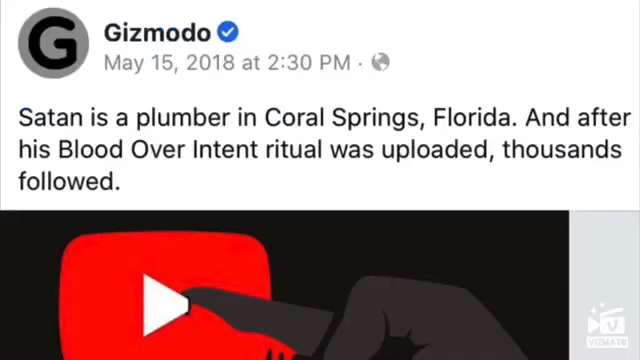 G
Gizmodo
May 15, 2018 at 2:30 PM ·
Satan is a plumber in Coral Springs, Florida. And after
his Blood Over Intent ritual was uploaded, thousands
followed.
V
VIZMATO